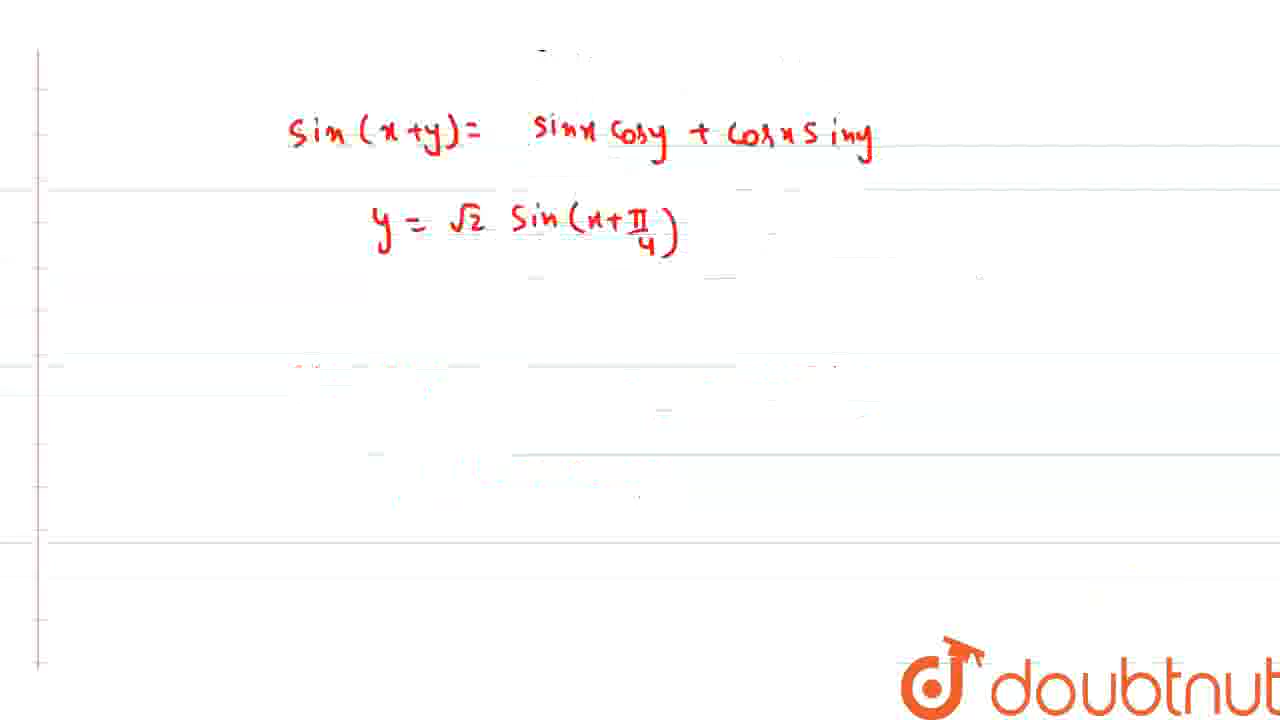 sin(x+y)= sinx cosy + cosx siny
y = √2 sin(x+π/4)
doubtnut